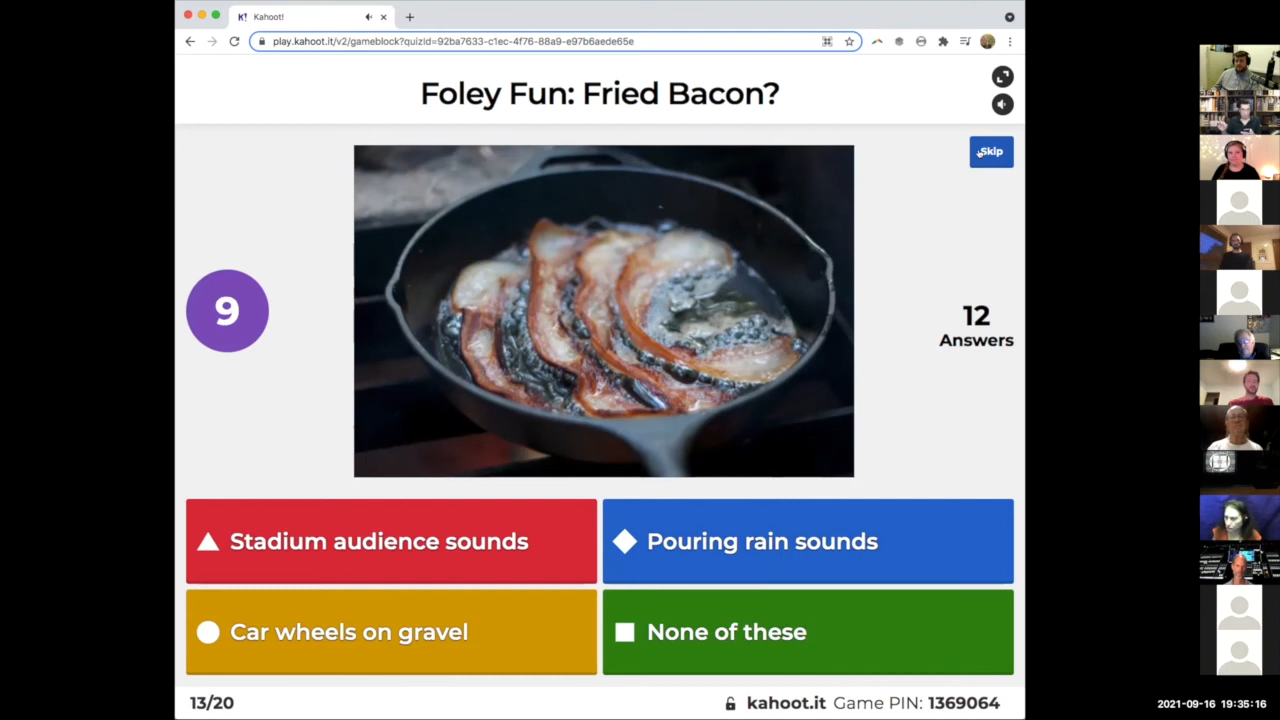 Kahoot!
play.kahoot.it/v2/gameblock?quizId=92ba7633-c1ec-4f76-88a9-e97b6aede65e
Foley Fun: Fried Bacon?
Skip
9
12
Answers
Stadium audience sounds
Pouring rain sounds
Car wheels on gravel
None of these
13/20
kahoot.it Game PIN: 1369064
2021-09-16 19:35:16